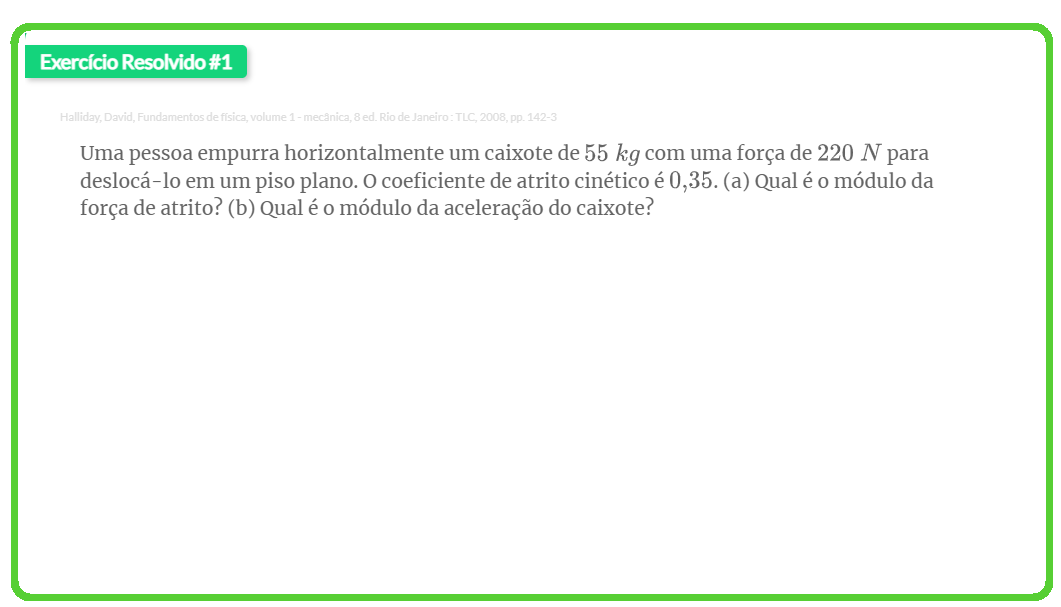 Exercício Resolvido #1
Halliday, David, Fundamentos de física, volume 1 - mecânica, 8 ed. Rio de Janeiro : TLC, 2008, pp. 142-3
Uma pessoa empurra horizontalmente um caixote de 55 kg com uma força de 220 N para
deslocá-lo em um piso plano. O coeficiente de atrito cinético é 0,35. (a) Qual é o módulo da
força de atrito? (b) Qual é o módulo da aceleração do caixote?